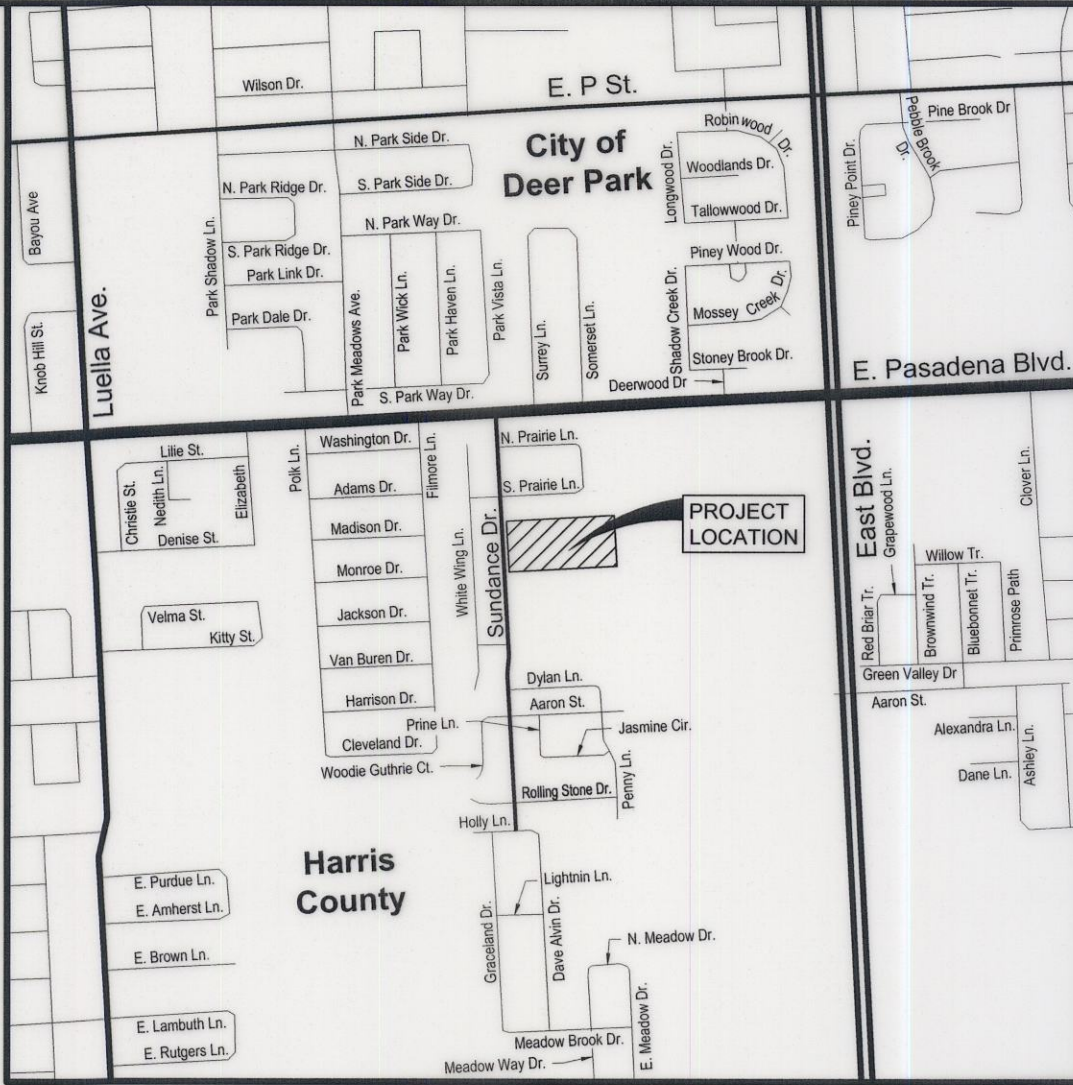 Wilson Dr.
E. P St.
Pine Brook Dr
Pebble Brook Dr.
Robinwood Dr.
City of
Deer Park
N. Park Side Dr.
S. Park Side Dr.
N. Park Ridge Dr.
Longwood Dr.
Woodlands Dr.
Piney Point Dr.
Bayou Ave
Park Shadow Ln.
N. Park Way Dr.
Tallowwood Dr.
S. Park Ridge Dr.
Piney Wood Dr.
Park Link Dr.
Park Meadows Ave.
Park Wick Ln.
Park Haven Ln.
Park Vista Ln.
Surrey Ln.
Somerset Ln.
Shadow Creek Dr.
Mossey Creek Dr.
Park Dale Dr.
Knob Hill St.
Luella Ave.
Stoney Brook Dr.
Deerwood Dr
S. Park Way Dr.
E. Pasadena Blvd.
Lilie St.
Christie St.
Nedith Ln.
Elizabeth
Denise St.
Polk Ln.
Washington Dr.
Filmore Ln.
Adams Dr.
Madison Dr.
Monroe Dr.
Jackson Dr.
Van Buren Dr.
Harrison Dr.
Cleveland Dr.
White Wing Ln.
Sundance Dr.
N. Prairie Ln.
S. Prairie Ln.
PROJECT
LOCATION
East Blvd.
Grapewood Ln.
Clover Ln.
Willow Tr.
Red Briar Tr.
Brownwind Tr.
Bluebonnet Tr.
Primrose Path
Green Valley Dr
Aaron St.
Alexandra Ln.
Dane Ln.
Ashley Ln.
Velma St.
Kitty St.
Dylan Ln.
Aaron St.
Prine Ln.
Jasmine Cir.
Woodie Guthrie Ct.
Rolling Stone Dr.
Penny Ln.
Holly Ln.
Harris
County
E. Purdue Ln.
E. Amherst Ln.
E. Brown Ln.
E. Lambuth Ln.
E. Rutgers Ln.
Graceland Dr.
Lightnin Ln.
Dave Alvin Dr.
N. Meadow Dr.
E. Meadow Dr.
Meadow Brook Dr.
Meadow Way Dr.